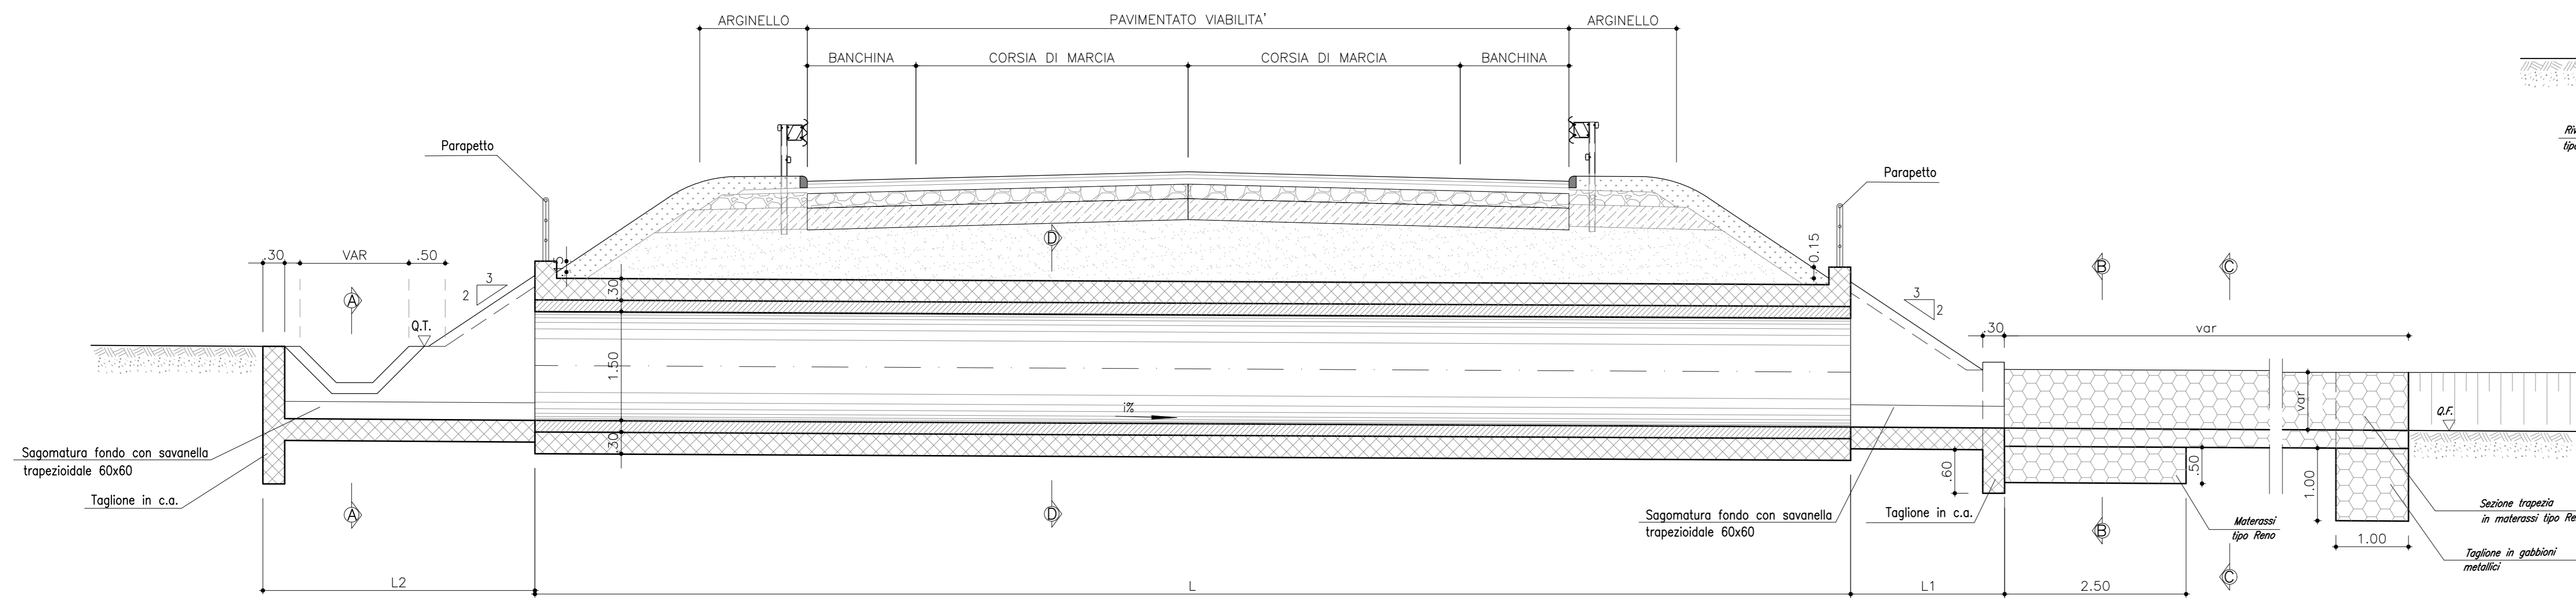 ARGINELLO
PAVIMENTATO VIABILITA'
ARGINELLO
BANCHINA
CORSIA DI MARCIA
CORSIA DI MARCIA
BANCHINA
Parapetto
Parapetto
.30
VAR
.50
3
2
Q.T.
A
D
.30
1.50
.30
i%
0.15
3
2
B
C
.30
var
var
Q.F.
Sagomatura fondo con savanella
trapezioidale 60x60
Taglione in c.a.
A
D
.60
.50
1.00
Sagomatura fondo con savanella
trapezioidale 60x60
Taglione in c.a.
Materassi
tipo Reno
B
C
1.00
Sezione trapezia
in materassi tipo
Taglione in gabbioni
metallici
L2
L
L1
2.50